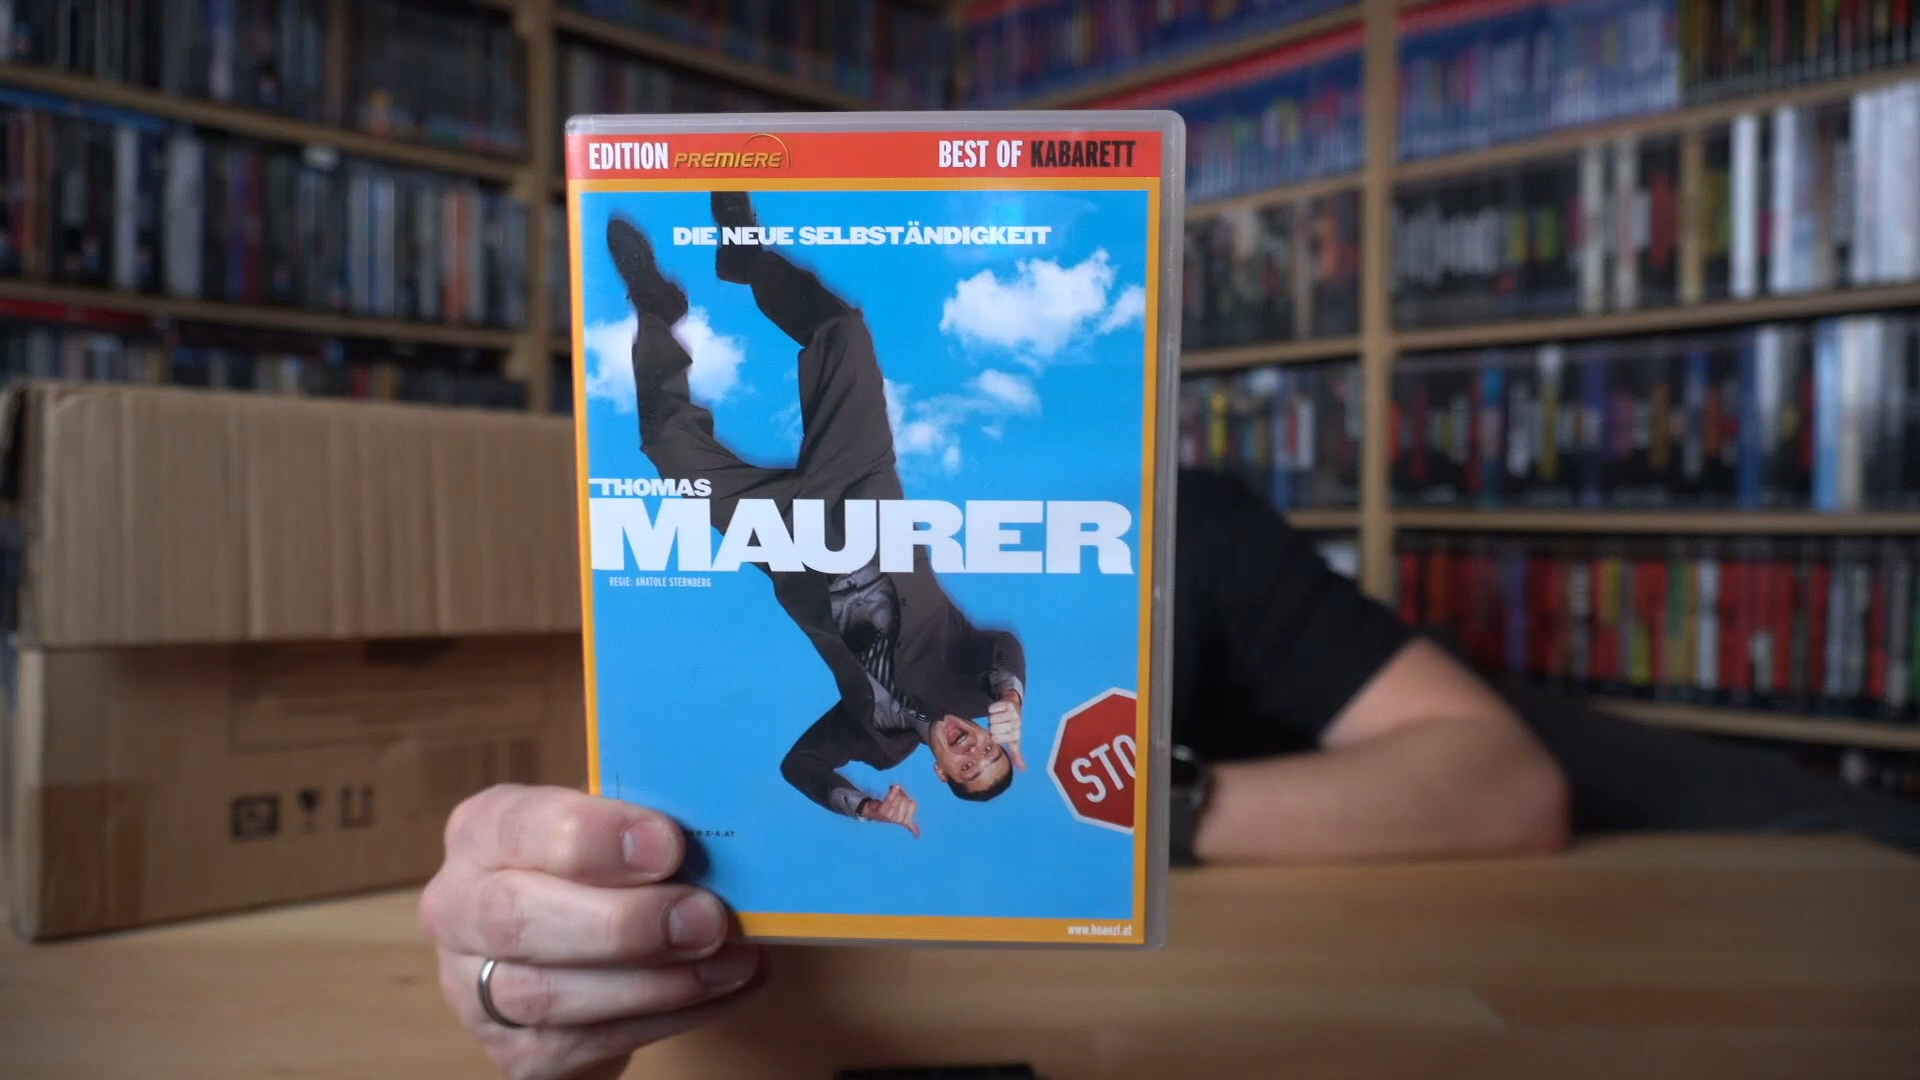 EDITION PREMIERE
BEST OF KABARETT
DIE NEUE SELBSTÄNDIGKEIT
THOMAS
MAURER
REGIE: ANATOLE STERNBERG
STO
www.hoanzl.at